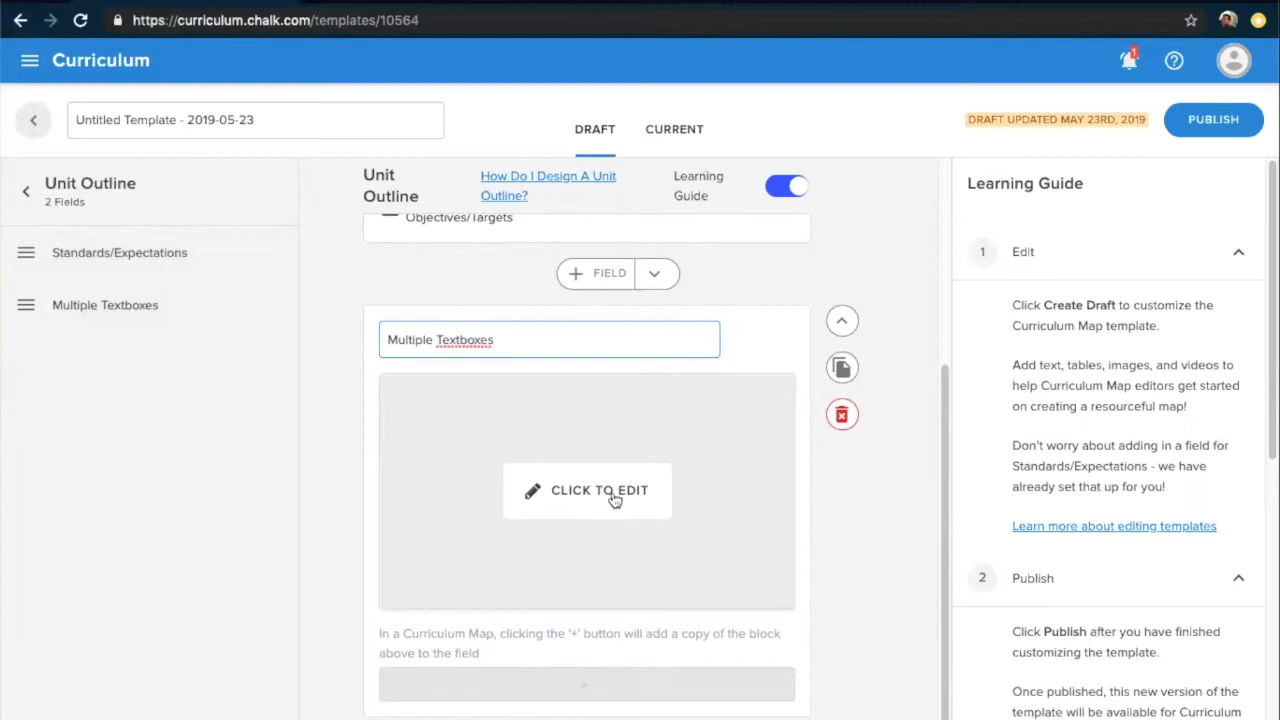 https://curriculum.chalk.com/templates/10564
Curriculum
1
Untitled Template - 2019-05-23
DRAFT
CURRENT
DRAFT UPDATED MAY 23RD, 2019
PUBLISH
Unit Outline
2 Fields
Standards/Expectations
Multiple Textboxes
Unit
Outline
How Do I Design A Unit
Outline?
Learning
Guide
Objectives/Targets
+ FIELD
Multiple Textboxes
CLICK TO EDIT
In a Curriculum Map, clicking the '+' button will add a copy of the block
above to the field
+
Learning Guide
1 Edit
Click Create Draft to customize the
Curriculum Map template.
Add text, tables, images, and videos to
help Curriculum Map editors get started
on creating a resourceful map!
Don't worry about adding in a field for
Standards/Expectations - we have
already set that up for you!
Learn more about editing templates
2 Publish
Click Publish after you have finished
customizing the template.
Once published, this new version of the
template will be available for Curriculum